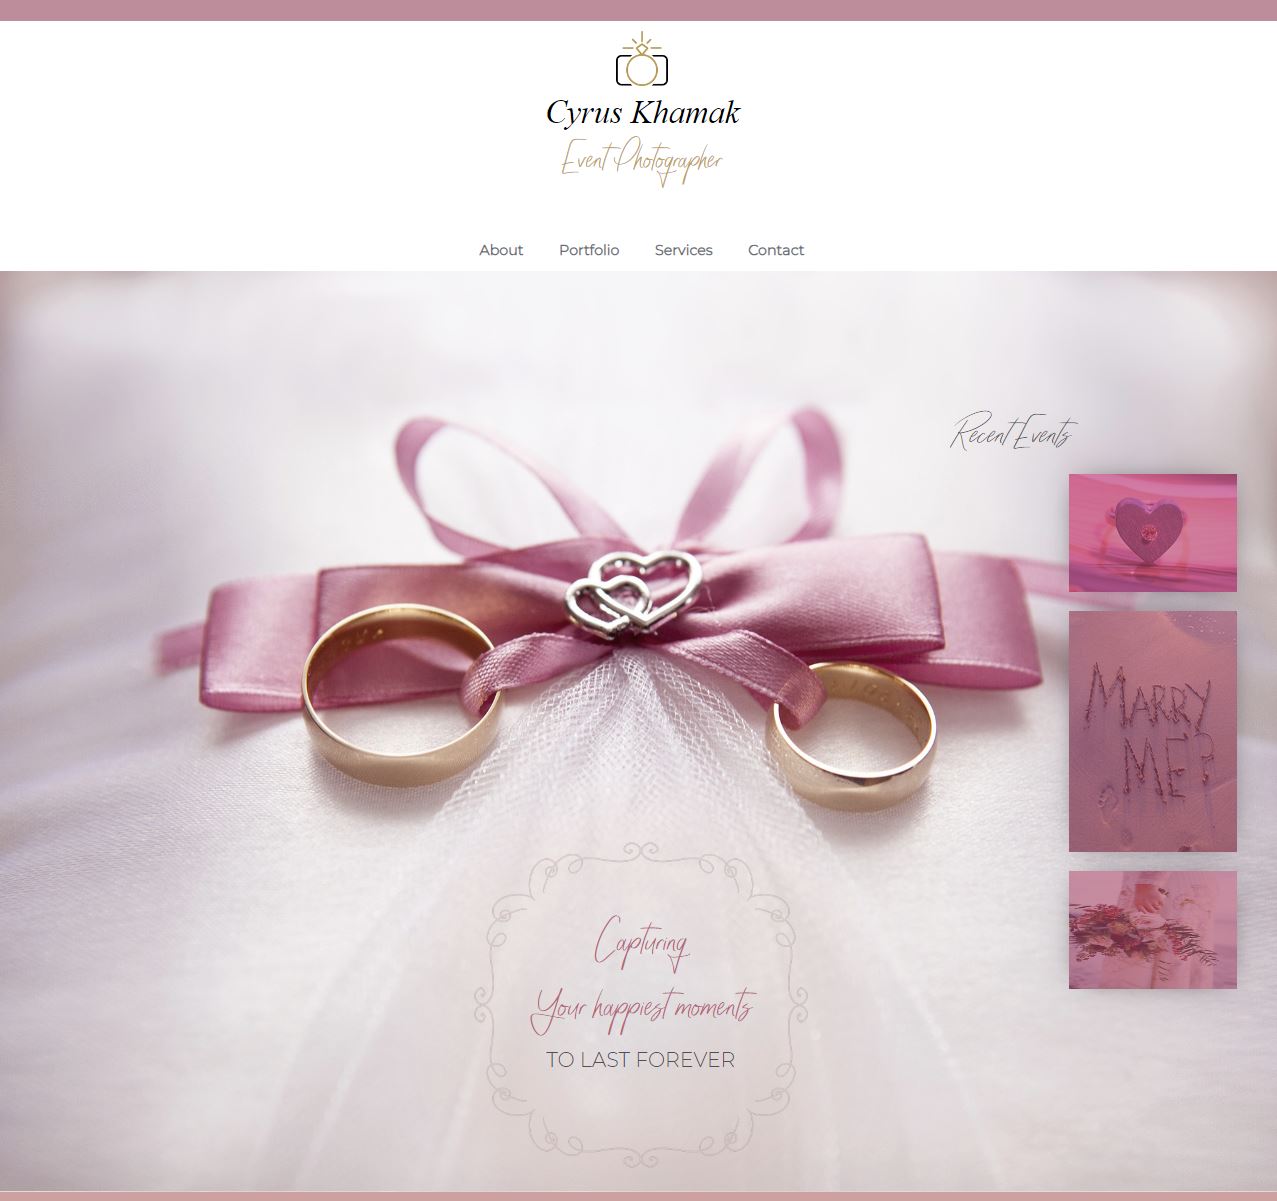 Cyrus Khamak
Event Photographer
About Portfolio Services Contact
Recent Events
MARRY
ME?
Capturing
Your happiest moments
TO LAST FOREVER